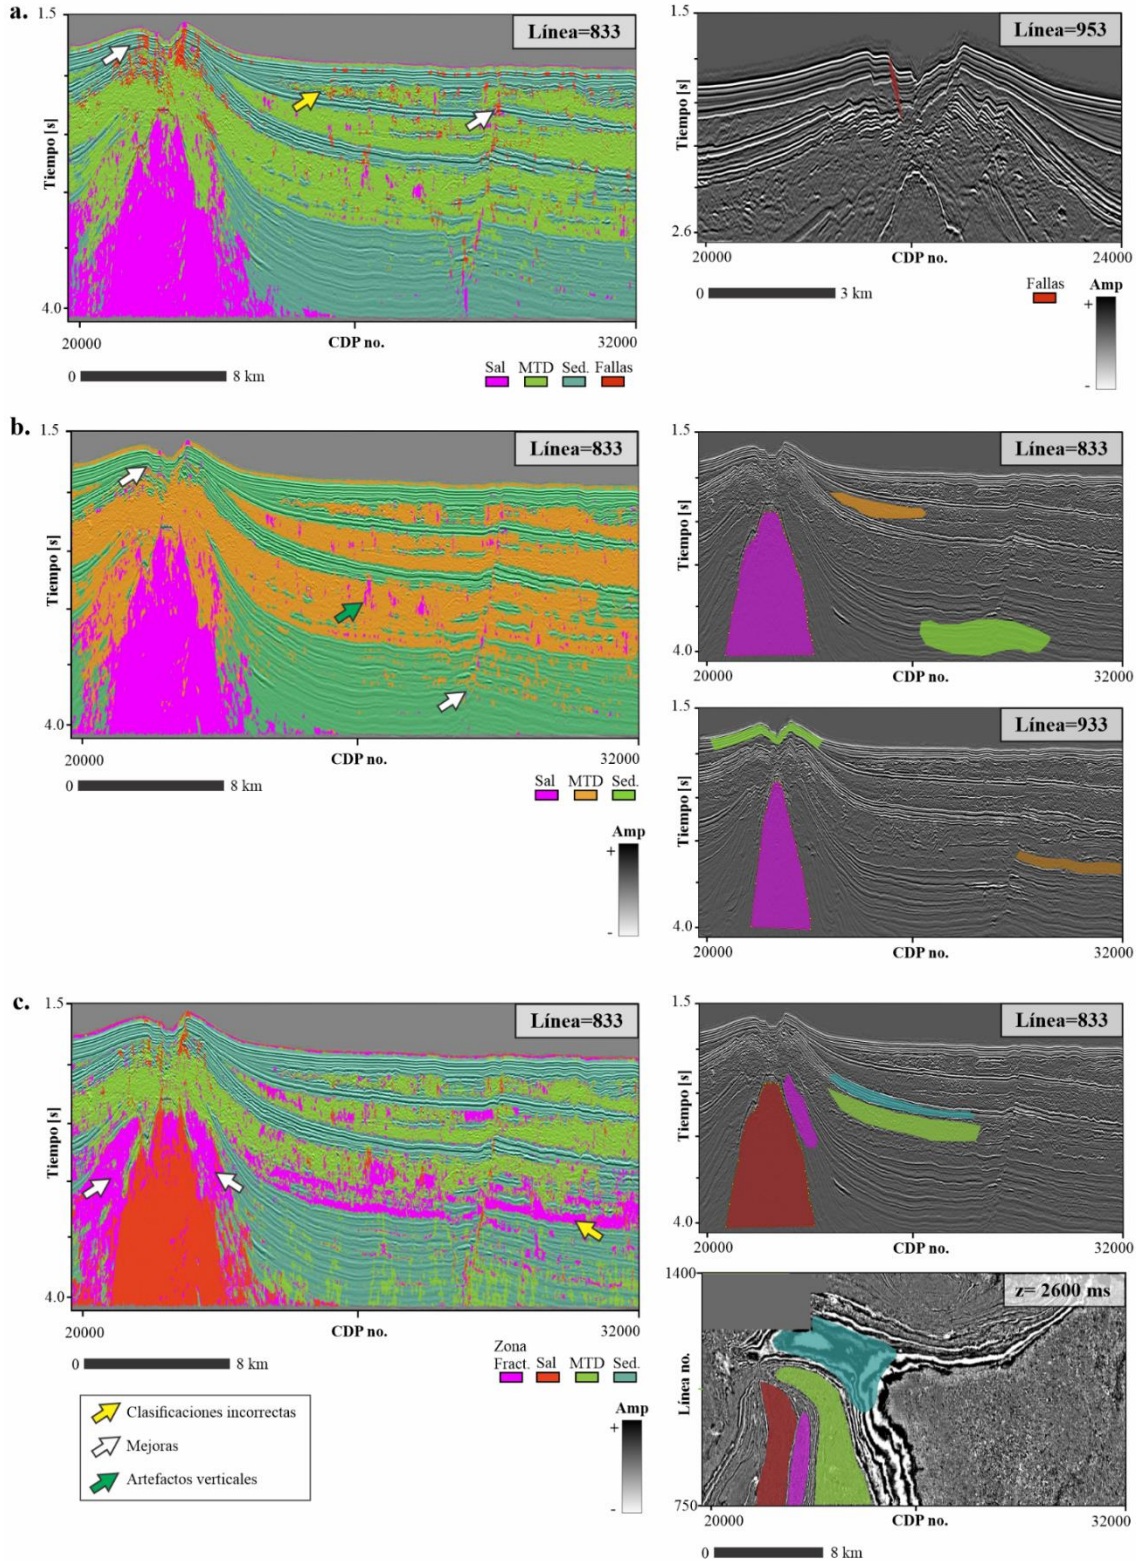 a.
1.5
Línea=833
Tiempo [s]
4.0
20000
CDP no.
32000
0
8 km
Sal
MTD
Sed.
Fallas
1.5
Línea=953
Tiempo [s]
2.6
20000
CDP no.
24000
0
3 km
Fallas
Amp
+
-
b.
1.5
Línea=833
Tiempo [s]
4.0
20000
CDP no.
32000
0
8 km
Sal
MTD
Sed.
Amp
+
-
1.5
Línea=833
Tiempo [s]
4.0
20000
CDP no.
32000
1.5
Línea=933
Tiempo [s]
4.0
20000
CDP no.
32000
c.
1.5
Línea=833
Tiempo [s]
4.0
20000
CDP no.
32000
0
8 km
Zona
Fract.
Sal
MTD
Sed.
Amp
+
-
Clasificaciones incorrectas
Mejoras
Artefactos verticales
1.5
Línea=833
Tiempo [s]
4.0
20000
CDP no.
32000
1400
z= 2600 ms
Línea no.
750
20000
CDP no.
32000
0
8 km